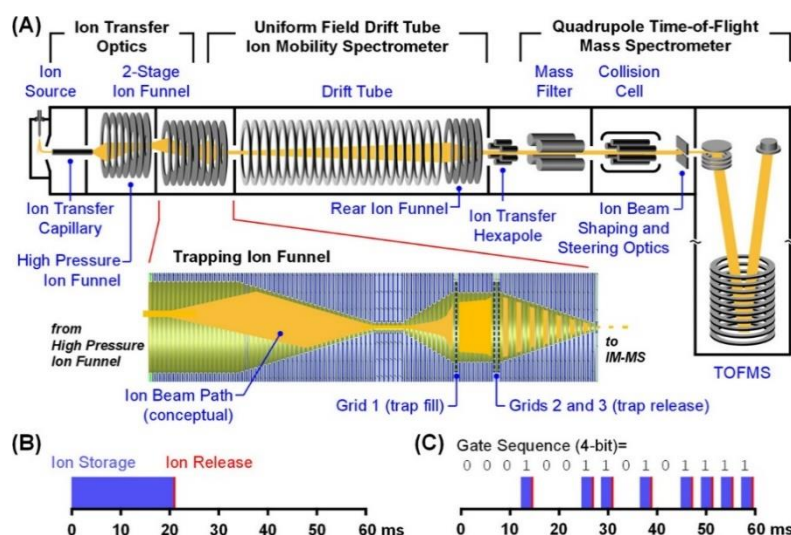 (A)
Ion Transfer
Optics
Uniform Field Drift Tube
Ion Mobility Spectrometer
Quadrupole Time-of-Flight
Mass Spectrometer
Ion
Source
2-Stage
Ion Funnel
Drift Tube
Mass
Filter
Collision
Cell
Ion Transfer
Capillary
High Pressure
Ion Funnel
Rear Ion Funnel
Ion Transfer
Hexapole
Ion Beam
Shaping and
Steering Optics
Trapping Ion Funnel
from
High Pressure
Ion Funnel
to
IM-MS
Ion Beam Path
(conceptual)
Grid 1 (trap fill)
Grids 2 and 3 (trap release)
TOFMS
(B)
Ion Storage
Ion Release
0 10 20 30 40 50 60 ms
(C)
Gate Sequence (4-bit)=
0 0 0 1 0 0 1 1 0 1 0 1 1 1 1
0 10 20 30 40 50 60 ms